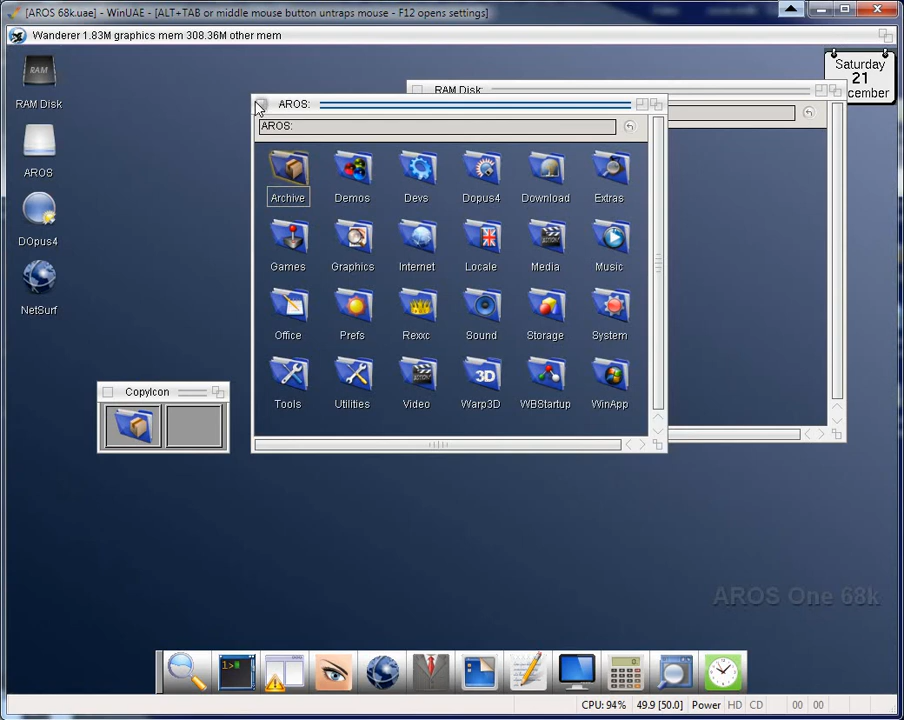 [AROS 68k.uae] - WinUAE - [ALT+TAB or middle mouse button untraps mouse - F12 opens settings]
Wanderer 1.83M graphics mem 308.36M other mem
RAM
RAM Disk
AROS
DOpus4
NetSurf
Saturday
21
cember
RAM Disk:
AROS:
AROS:
Archive Demos Devs Dopus4 Download Extras
Games Graphics Internet Locale Media Music
Office Prefs Rexxc Sound Storage System
3D
Tools Utilities Video Warp3D WBStartup WinApp
CopyIcon
AROS One 68k
1>
CPU: 94% 49.9 [50.0] Power HD CD 00 00